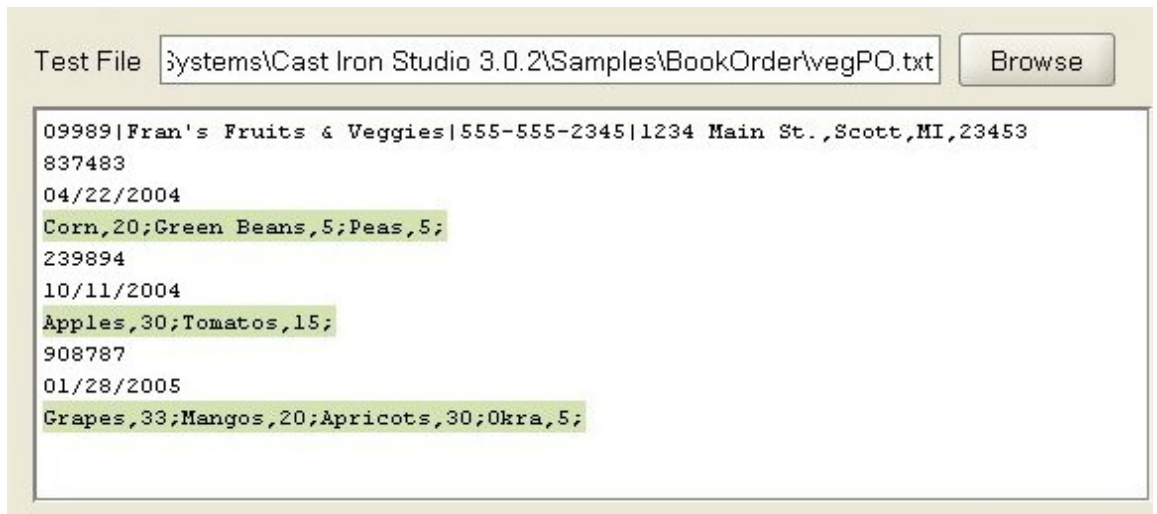 Test File Systems\Cast Iron Studio 3.0.2\Samples\BookOrder\vegPO.txt Browse
09989|Fran's Fruits & Veggies|555-555-2345|1234 Main St.,Scott,MI,23453
837483
04/22/2004
Corn,20;Green Beans,5;Peas,5;
239894
10/11/2004
Apples,30;Tomatos,15;
908787
01/28/2005
Grapes,33;Mangos,20;Apricots,30;Okra,5;